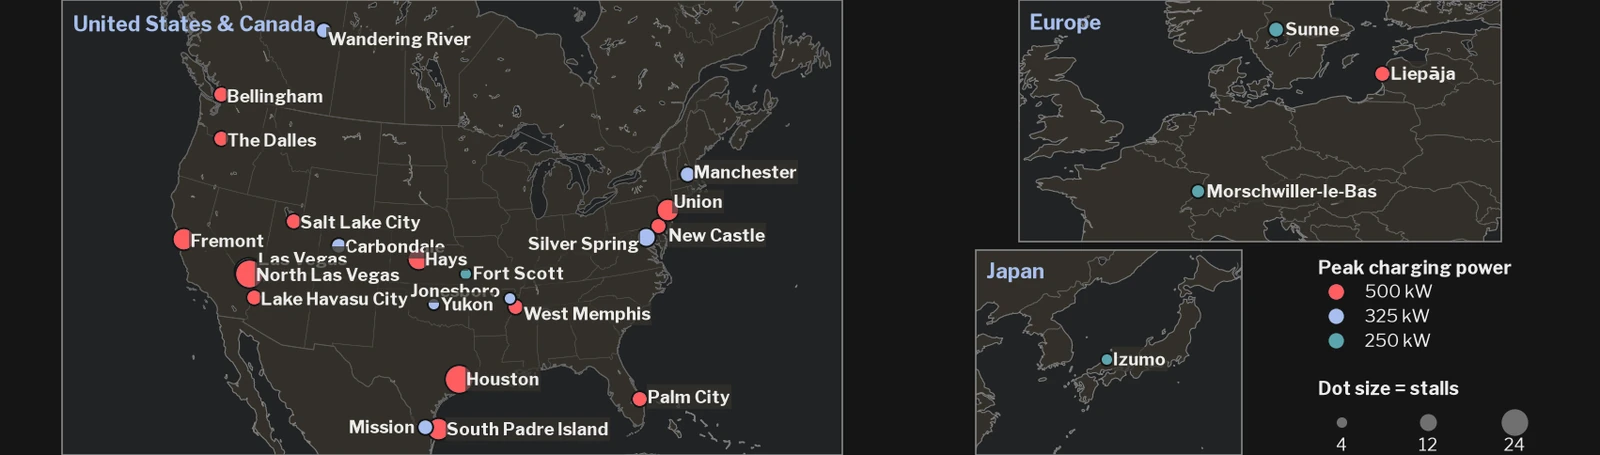 United States & Canada
Wandering River
Bellingham
The Dalles
Manchester
Union
Salt Lake City
New Castle
Fremont
Carbondale
Silver Spring
Las Vegas
Hays
North Las Vegas
Fort Scott
Jonesboro
Lake Havasu City
Yukon
West Memphis
Houston
Palm City
Mission
South Padre Island
Europe
Sunne
Liepāja
Morschwiller-le-Bas
Japan
Izumo
Peak charging power
500 kW
325 kW
250 kW
Dot size = stalls
4 12 24